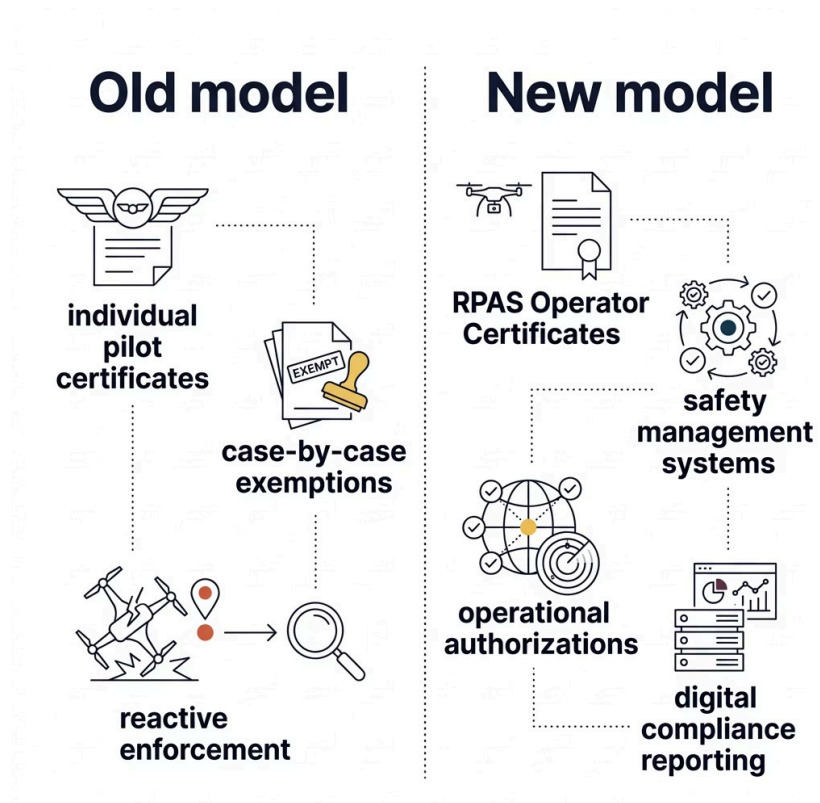 Old model
individual
pilot
certificates
EXEMPT
case-by-case
exemptions
reactive
enforcement
New model
RPAS Operator
Certificates
safety
management
systems
operational
authorizations
digital
compliance
reporting